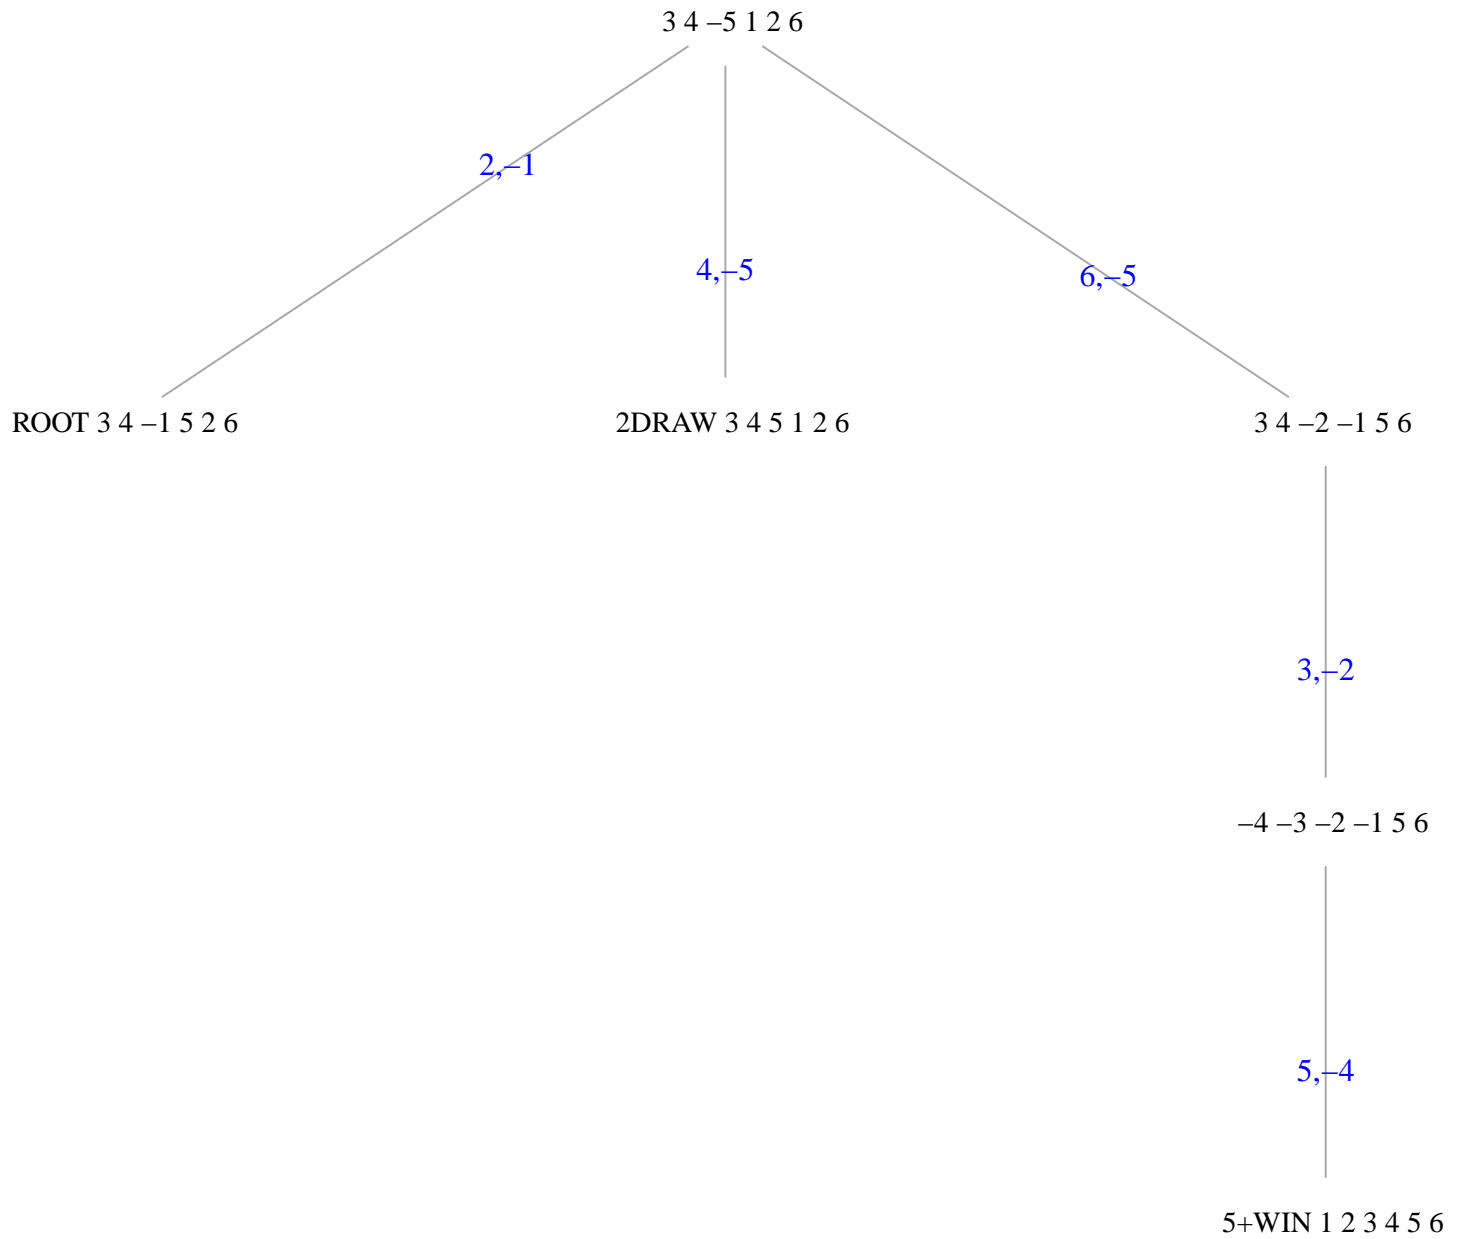 3 4 –5 1 2 6
2,–1
4,–5
6,–5
ROOT 3 4 –1 5 2 6
2DRAW 3 4 5 1 2 6
3 4 –2 –1 5 6
3,–2
–4 –3 –2 –1 5 6
5,–4
5+WIN 1 2 3 4 5 6